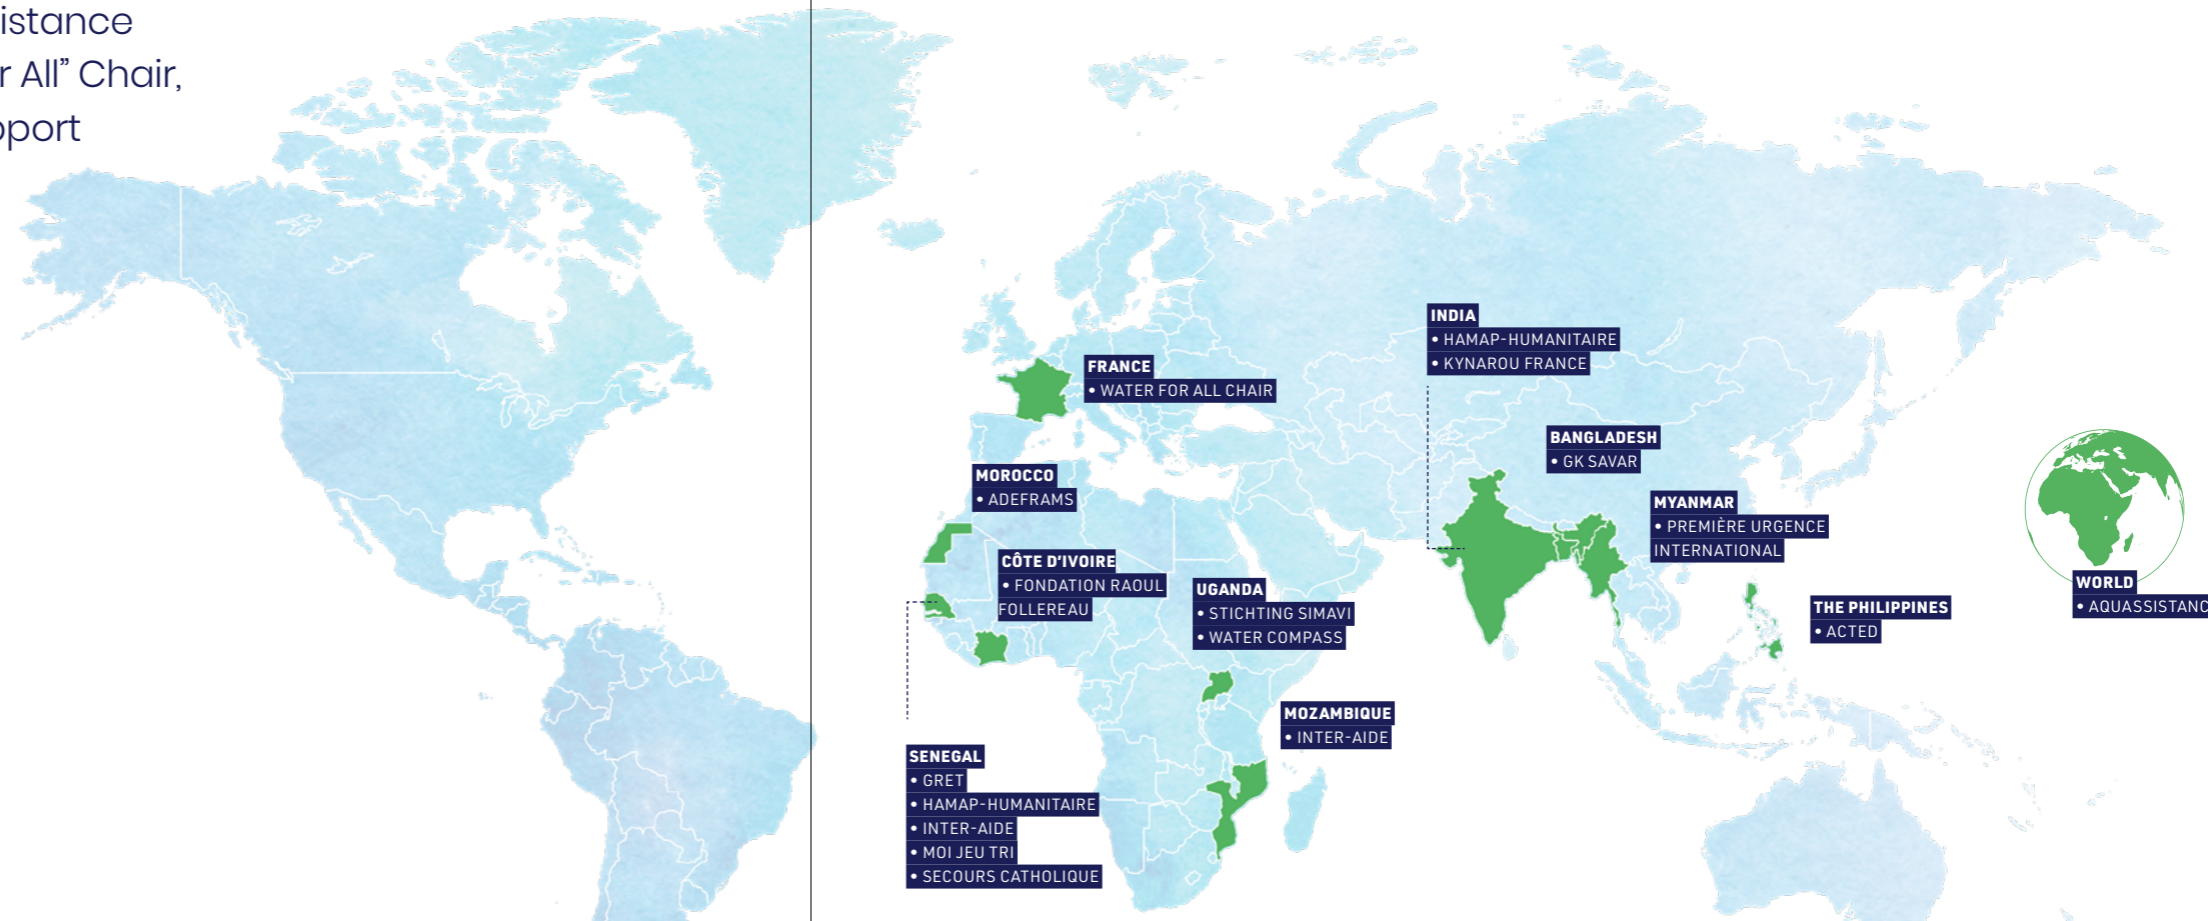 istance
r All” Chair,
pport
INDIA
• HAMAP-HUMANITAIRE
• KYNAROU FRANCE
FRANCE
• WATER FOR ALL CHAIR
BANGLADESH
• GK SAVAR
MOROCCO
• ADEFRAMS
MYANMAR
• PREMIÈRE URGENCE
INTERNATIONAL
CÔTE D’IVOIRE
• FONDATION RAOUL
FOLLEREAU
UGANDA
• STICHTING SIMAVI
• WATER COMPASS
WORLD
• AQUASSISTANC
THE PHILIPPINES
• ACTED
MOZAMBIQUE
• INTER-AIDE
SENEGAL
• GRET
• HAMAP-HUMANITAIRE
• INTER-AIDE
• MOI JEU TRI
• SECOURS CATHOLIQUE